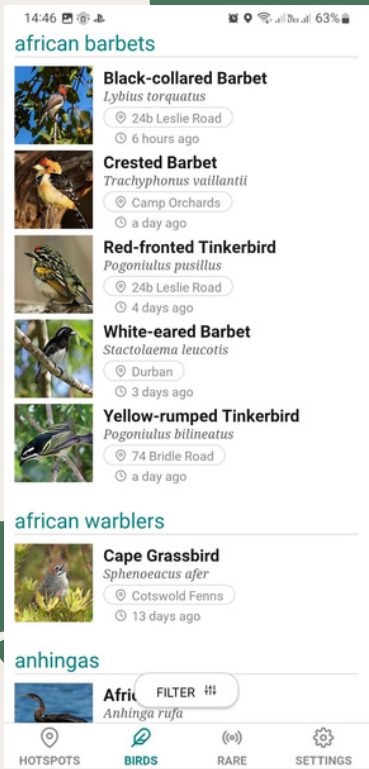 14:46 63%
african barbets
Black-collared Barbet
Lybius torquatus
24b Leslie Road
6 hours ago
Crested Barbet
Trachyphonus vaillantii
Camp Orchards
a day ago
Red-fronted Tinkerbird
Pogoniulus pusillus
24b Leslie Road
4 days ago
White-eared Barbet
Stactolaema leucotis
Durban
3 days ago
Yellow-rumped Tinkerbird
Pogoniulus bilineatus
74 Bridle Road
a day ago
african warblers
Cape Grassbird
Sphenoeacus afer
Cotswold Fenns
13 days ago
anhingas
FILTER
Anhinga rufa
HOTSPOTS BIRDS RARE SETTINGS